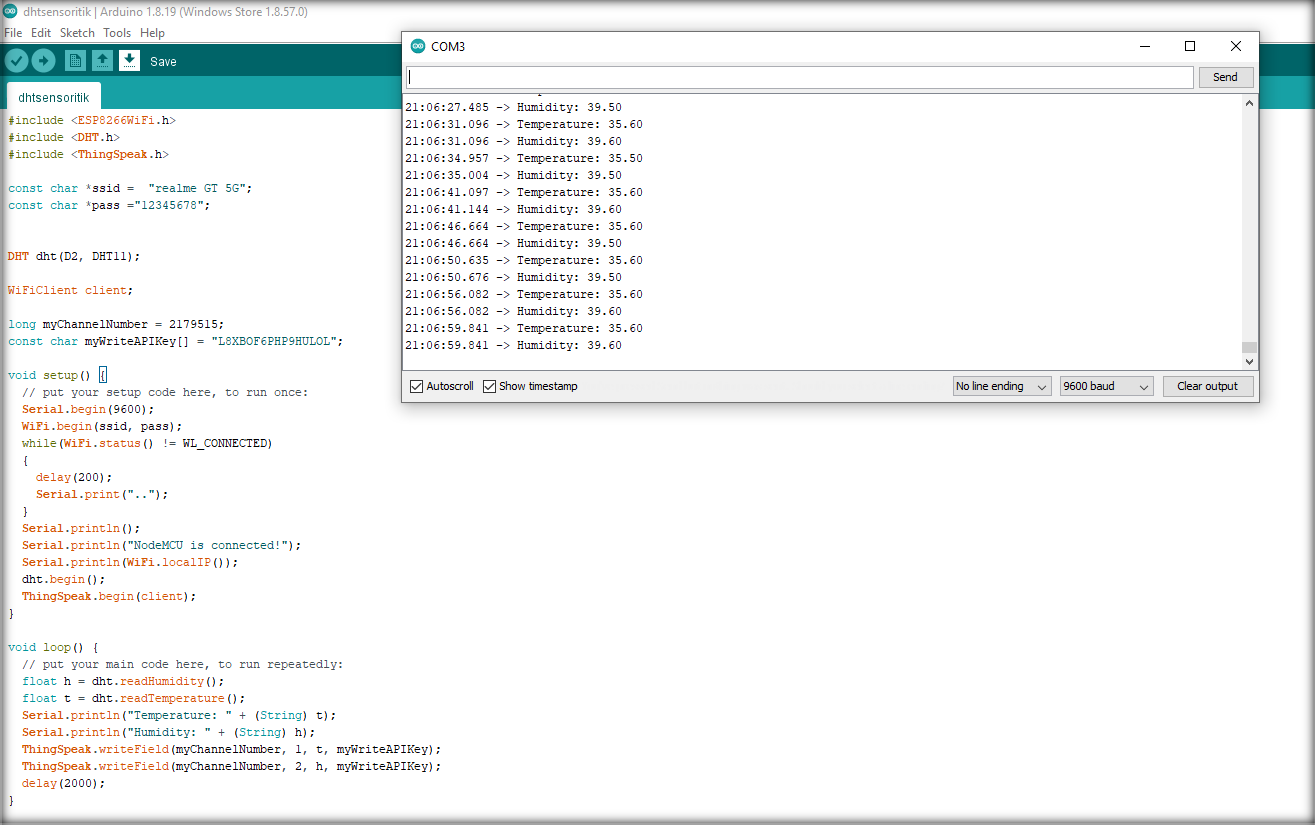 dhtsensoritik | Arduino 1.8.19 (Windows Store 1.8.57.0)
File Edit Sketch Tools Help
Save
dhtsensoritik
#include <ESP8266WiFi.h>
#include <DHT.h>
#include <ThingSpeak.h>
const char *ssid =  "realme GT 5G";
const char *pass ="12345678";
DHT dht(D2, DHT11);
WiFiClient client;
long myChannelNumber = 2179515;
const char myWriteAPIKey[] = "L8XBOF6PHP9HULOL";
void setup() {
  // put your setup code here, to run once:
  Serial.begin(9600);
  WiFi.begin(ssid, pass);
  while(WiFi.status() != WL_CONNECTED)
  {
    delay(200);
    Serial.print("..");
  }
  Serial.println();
  Serial.println("NodeMCU is connected!");
  Serial.println(WiFi.localIP());
  dht.begin();
  ThingSpeak.begin(client);
}
void loop() {
  // put your main code here, to run repeatedly:
  float h = dht.readHumidity();
  float t = dht.readTemperature();
  Serial.println("Temperature: " + (String) t);
  Serial.println("Humidity: " + (String) h);
  ThingSpeak.writeField(myChannelNumber, 1, t, myWriteAPIKey);
  ThingSpeak.writeField(myChannelNumber, 2, h, myWriteAPIKey);
  delay(2000);
}
COM3
Send
21:06:27.485 -> Humidity: 39.50
21:06:31.096 -> Temperature: 35.60
21:06:31.096 -> Humidity: 39.60
21:06:34.957 -> Temperature: 35.50
21:06:35.004 -> Humidity: 39.50
21:06:41.097 -> Temperature: 35.60
21:06:41.144 -> Humidity: 39.60
21:06:46.664 -> Temperature: 35.60
21:06:46.664 -> Humidity: 39.50
21:06:50.635 -> Temperature: 35.60
21:06:50.676 -> Humidity: 39.50
21:06:56.082 -> Temperature: 35.60
21:06:56.082 -> Humidity: 39.60
21:06:59.841 -> Temperature: 35.60
21:06:59.841 -> Humidity: 39.60
Autoscroll Show timestamp No line ending 9600 baud Clear output